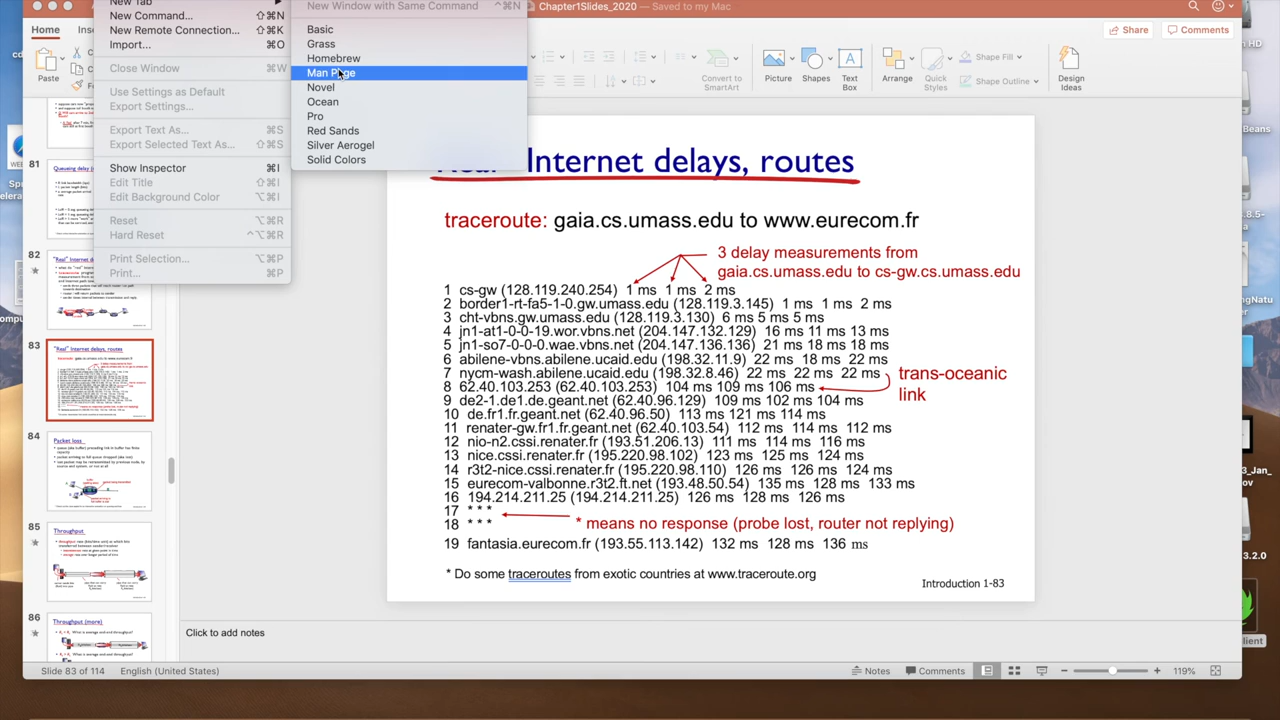 New Tab
New Command... ⇧⌘N
New Remote Connection... ⇧⌘K
Import... ⌘O
Close Window ⌘W
Use Settings as Default
Export Settings...
Export Text As... ⌘S
Export Selected Text As... ⇧⌘S
Show Inspector ⌘I
Edit Title ⇧⌘I
Edit Background Color ⌥⌘I
Reset ⌥⌘R
Hard Reset ^⌥⌘R
Print Selection... ⌥⌘P
Print... ⌘P
New Window with Same Command ^⌘N
Basic
Grass
Homebrew
Man Page
Novel
Ocean
Pro
Red Sands
Silver Aerogel
Solid Colors
Chapter1Slides_2020 — Saved to my Mac
Home
Share
Comments
Paste
Convert to
SmartArt
Picture
Shapes
Text
Box
Arrange
Quick
Styles
Shape Fill
Shape Outline
Design
Ideas
81
82
83
"Real" Internet delays, routes
84
Packet loss
85
Throughput
86
Throughput (more)
Internet delays, routes
traceroute: gaia.cs.umass.edu to www.eurecom.fr
3 delay measurements from
gaia.cs.umass.edu to cs-gw.cs.umass.edu
1 cs-gw (128.119.240.254) 1 ms 1 ms 2 ms
2 border1-rt-fa5-1-0.gw.umass.edu (128.119.3.145) 1 ms 1 ms 2 ms
3 cht-vbns.gw.umass.edu (128.119.3.130) 6 ms 5 ms 5 ms
4 jn1-at1-0-0-19.wor.vbns.net (204.147.132.129) 16 ms 11 ms 13 ms
5 jn1-so7-0-0-0.wae.vbns.net (204.147.136.136) 21 ms 18 ms 18 ms
6 abilene-vbns.abilene.ucaid.edu (198.32.11.9) 22 ms 18 ms 22 ms
7 nycm-wash.abilene.ucaid.edu (198.32.8.46) 22 ms 22 ms 22 ms
trans-oceanic
link
8 62.40.103.253 (62.40.103.253) 104 ms 109 ms 106 ms
9 de2-1.de1.de.geant.net (62.40.96.129) 109 ms 102 ms 104 ms
10 de.fr1.fr.geant.net (62.40.96.50) 113 ms 121 ms 114 ms
11 renater-gw.fr1.fr.geant.net (62.40.103.54) 112 ms 114 ms 112 ms
12 nio-n2.cssi.renater.fr (193.51.206.13) 111 ms 114 ms 116 ms
13 nice.cssi.renater.fr (195.220.98.102) 123 ms 125 ms 124 ms
14 r3t2-nice.cssi.renater.fr (195.220.98.110) 126 ms 126 ms 124 ms
15 eurecom-valbonne.r3t2.ft.net (193.48.50.54) 135 ms 128 ms 133 ms
16 194.214.211.25 (194.214.211.25) 126 ms 128 ms 126 ms
17 * * *
18 * * *
* means no response (probe lost, router not replying)
19 fantasia.eurecom.fr (193.55.113.142) 132 ms 128 ms 136 ms
* Do some traceroutes from exotic countries at www.traceroute.org
Introduction 1-83
Click to add notes
Slide 83 of 114
English (United States)
Notes
Comments
119%